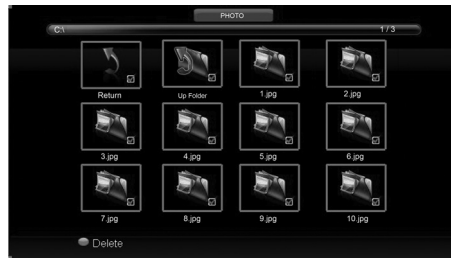 PHOTO
C:\ 1 / 3
Return Up Folder 1.jpg 2.jpg
3.jpg 4.jpg 5.jpg 6.jpg
7.jpg 8.jpg 9.jpg 10.jpg
Delete